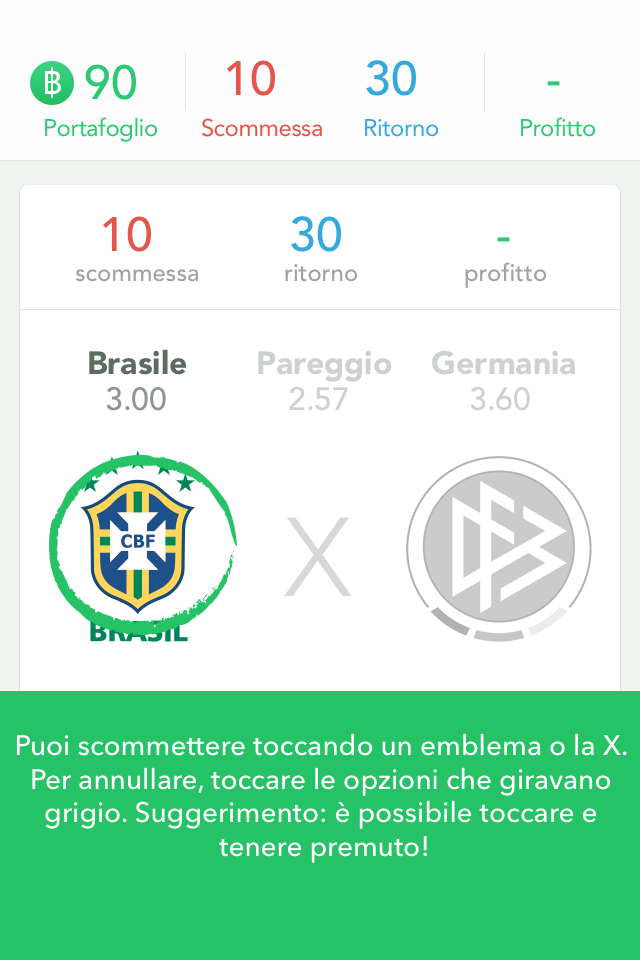 90 10 30 -
Portafoglio Scommessa Ritorno Profitto
10 30 -
scommessa ritorno profitto
Brasile Pareggio Germania
3.00 2.57 3.60
CBF
X
BRASIL
Puoi scommettere toccando un emblema o la X.
Per annullare, toccare le opzioni che giravano
grigio. Suggerimento: è possibile toccare e
tenere premuto!